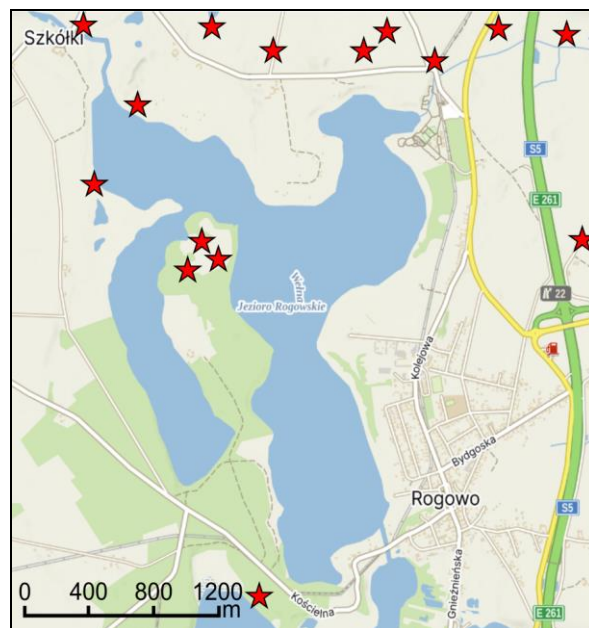 Szkółki
S5
E 261
22
Wełna
Jezioro Rogowskie
Kolejowa
Bydgoska
Rogowo
S5
Gnieźnieńska
Kościelna
0 400 800 1200
m
E 261